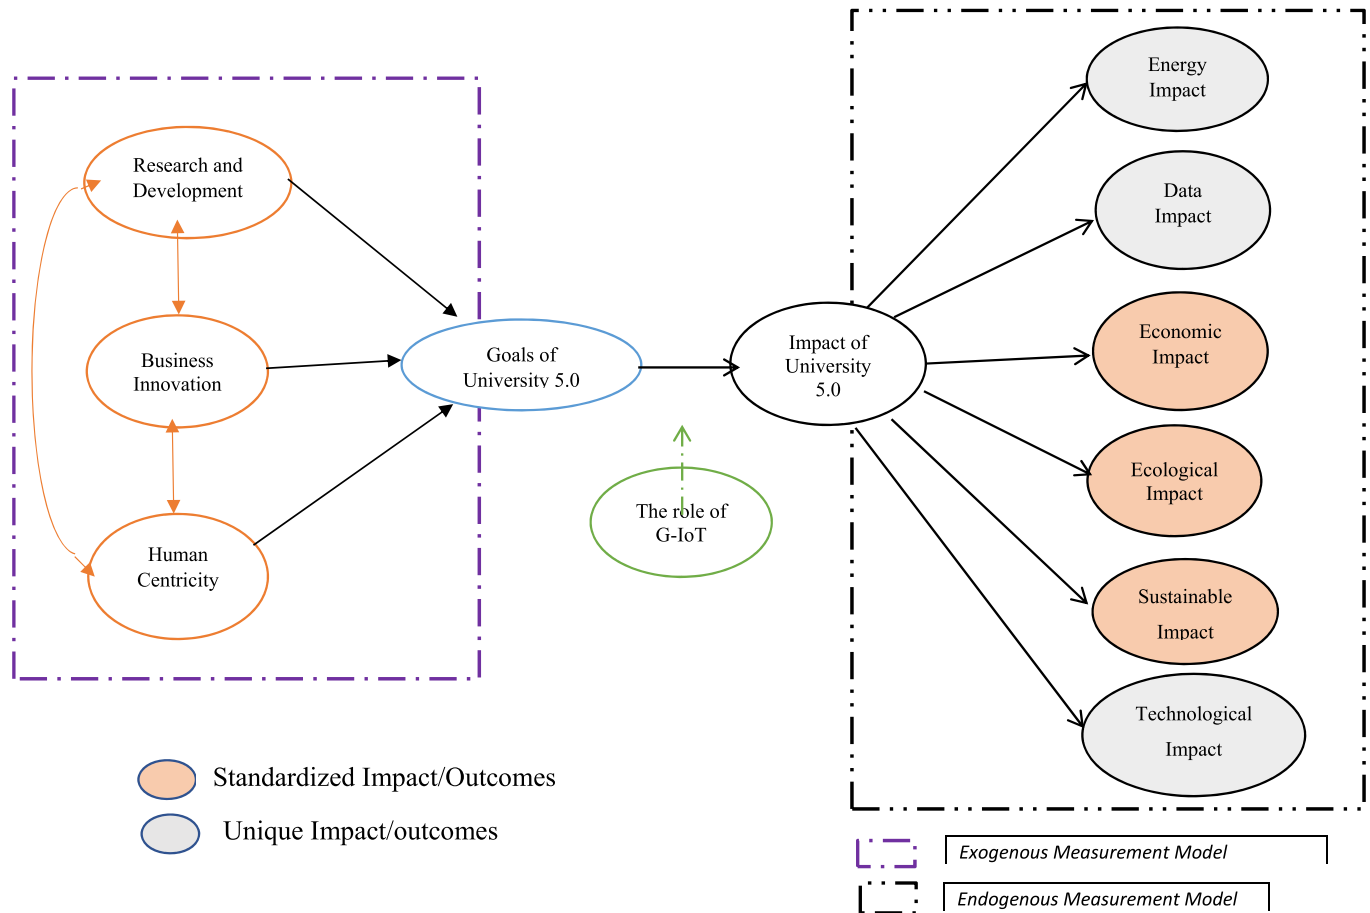 Research and
Development
Business
Innovation
Human
Centricity
Goals of
University 5.0
The role of
G-IoT
Impact of
University
5.0
Energy
Impact
Data
Impact
Economic
Impact
Ecological
Impact
Sustainable
Impact
Technological
Impact
Standardized Impact/Outcomes
Unique Impact/outcomes
Exogenous Measurement Model
Endogenous Measurement Model